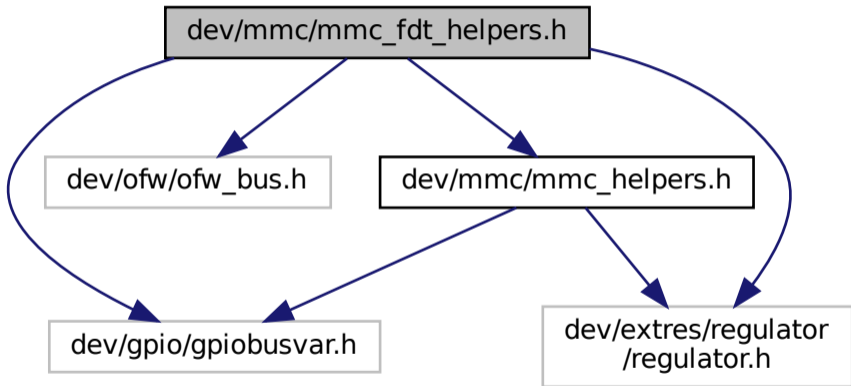 dev/mmc/mmc_fdt_helpers.h
dev/ofw/ofw_bus.h
dev/mmc/mmc_helpers.h
dev/gpio/gpiobusvar.h
dev/extres/regulator
/regulator.h